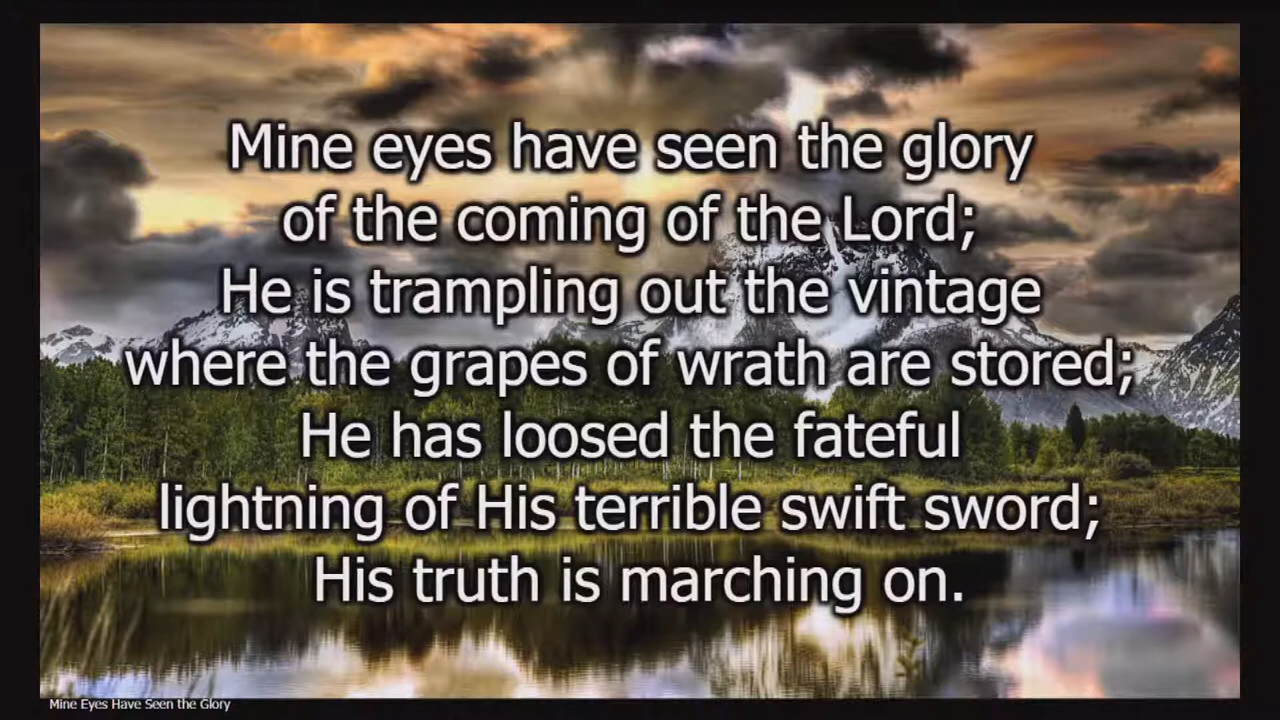 Mine eyes have seen the glory
of the coming of the Lord;
He is trampling out the vintage
where the grapes of wrath are stored;
He has loosed the fateful
lightning of His terrible swift sword;
His truth is marching on.
Mine Eyes Have Seen the Glory